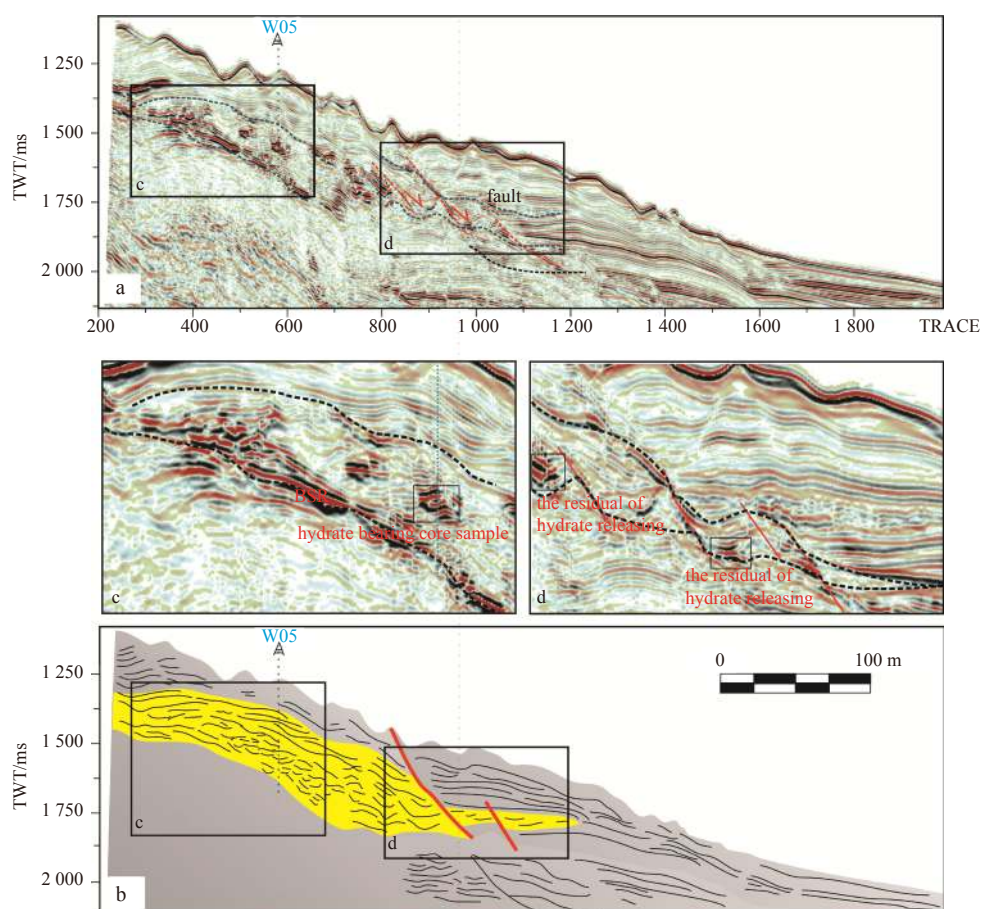 W05
1 250
1 500
1 750
2 000
TWT/ms
c
fault
d
a
200
400
600
800
1 000
1 200
1 400
1 600
1 800
TRACE
BSR
hydrate bearing core sample
c
the residual of
hydrate releasing
the residual of
hydrate releasing
d
W05
0
100 m
1 250
1 500
1 750
2 000
TWT/ms
c
d
b